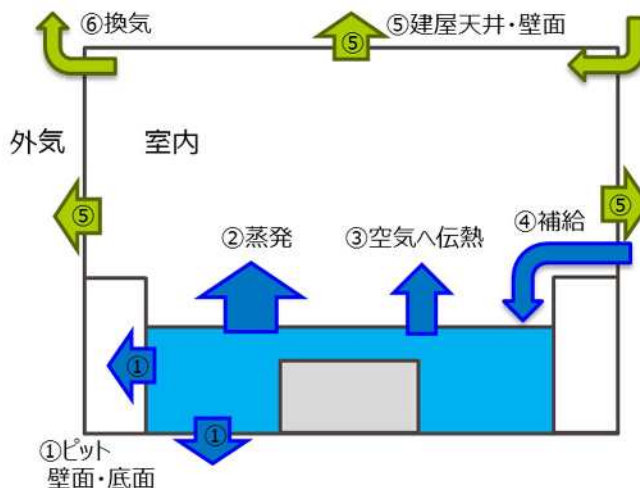 ⑥換気
⑤
⑤建屋天井・壁面
外気
室内
⑤
⑤
②蒸発
③空気へ伝熱
④補給
①
①
①ピット
壁面・底面